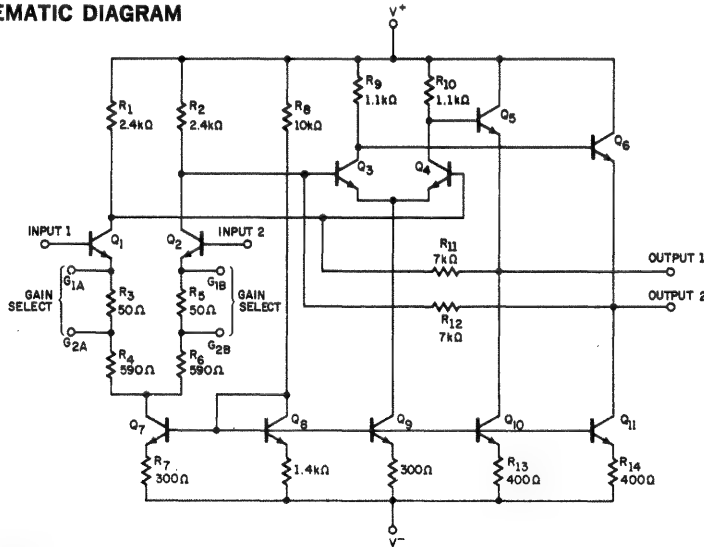 EMATIC DIAGRAM
V+
R1
2.4kΩ
R2
2.4kΩ
R8
10kΩ
R9
1.1kΩ
R10
1.1kΩ
Q5
Q6
Q3
Q4
INPUT 1
Q1
Q2
INPUT 2
R11
7kΩ
OUTPUT 1
G1A
G1B
GAIN
SELECT
R3
50Ω
R5
50Ω
GAIN
SELECT
OUTPUT 2
R12
7kΩ
G2A
G2B
R4
590Ω
R6
590Ω
Q7
Q8
Q9
Q10
Q11
R7
300Ω
1.4kΩ
300Ω
R13
400Ω
R14
400Ω
V-